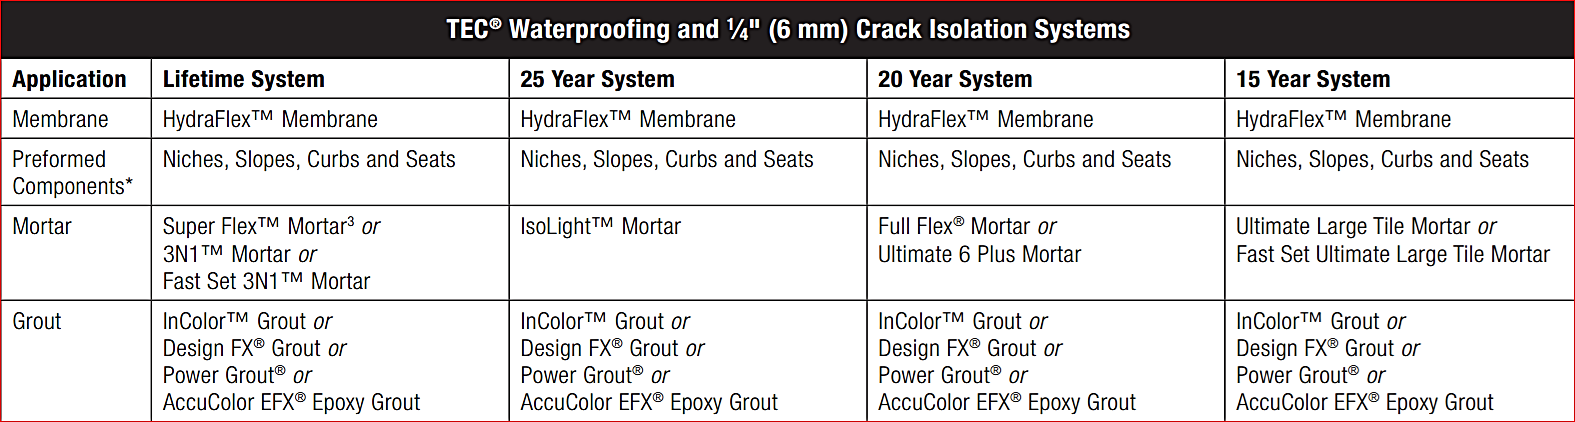 TEC® Waterproofing and ¼" (6 mm) Crack Isolation Systems
Application Lifetime System 25 Year System 20 Year System 15 Year System
Membrane HydraFlex™ Membrane HydraFlex™ Membrane HydraFlex™ Membrane HydraFlex™ Membrane
Preformed Niches, Slopes, Curbs and Seats Niches, Slopes, Curbs and Seats Niches, Slopes, Curbs and Seats Niches, Slopes, Curbs and Seats
Components*
Mortar Super Flex™ Mortar³ or IsoLight™ Mortar Full Flex® Mortar or Ultimate Large Tile Mortar or
3N1™ Mortar or Ultimate 6 Plus Mortar Fast Set Ultimate Large Tile Mortar
Fast Set 3N1™ Mortar
Grout InColor™ Grout or InColor™ Grout or InColor™ Grout or InColor™ Grout or
Design FX® Grout or Design FX® Grout or Design FX® Grout or Design FX® Grout or
Power Grout® or Power Grout® or Power Grout® or Power Grout® or
AccuColor EFX® Epoxy Grout AccuColor EFX® Epoxy Grout AccuColor EFX® Epoxy Grout AccuColor EFX® Epoxy Grout